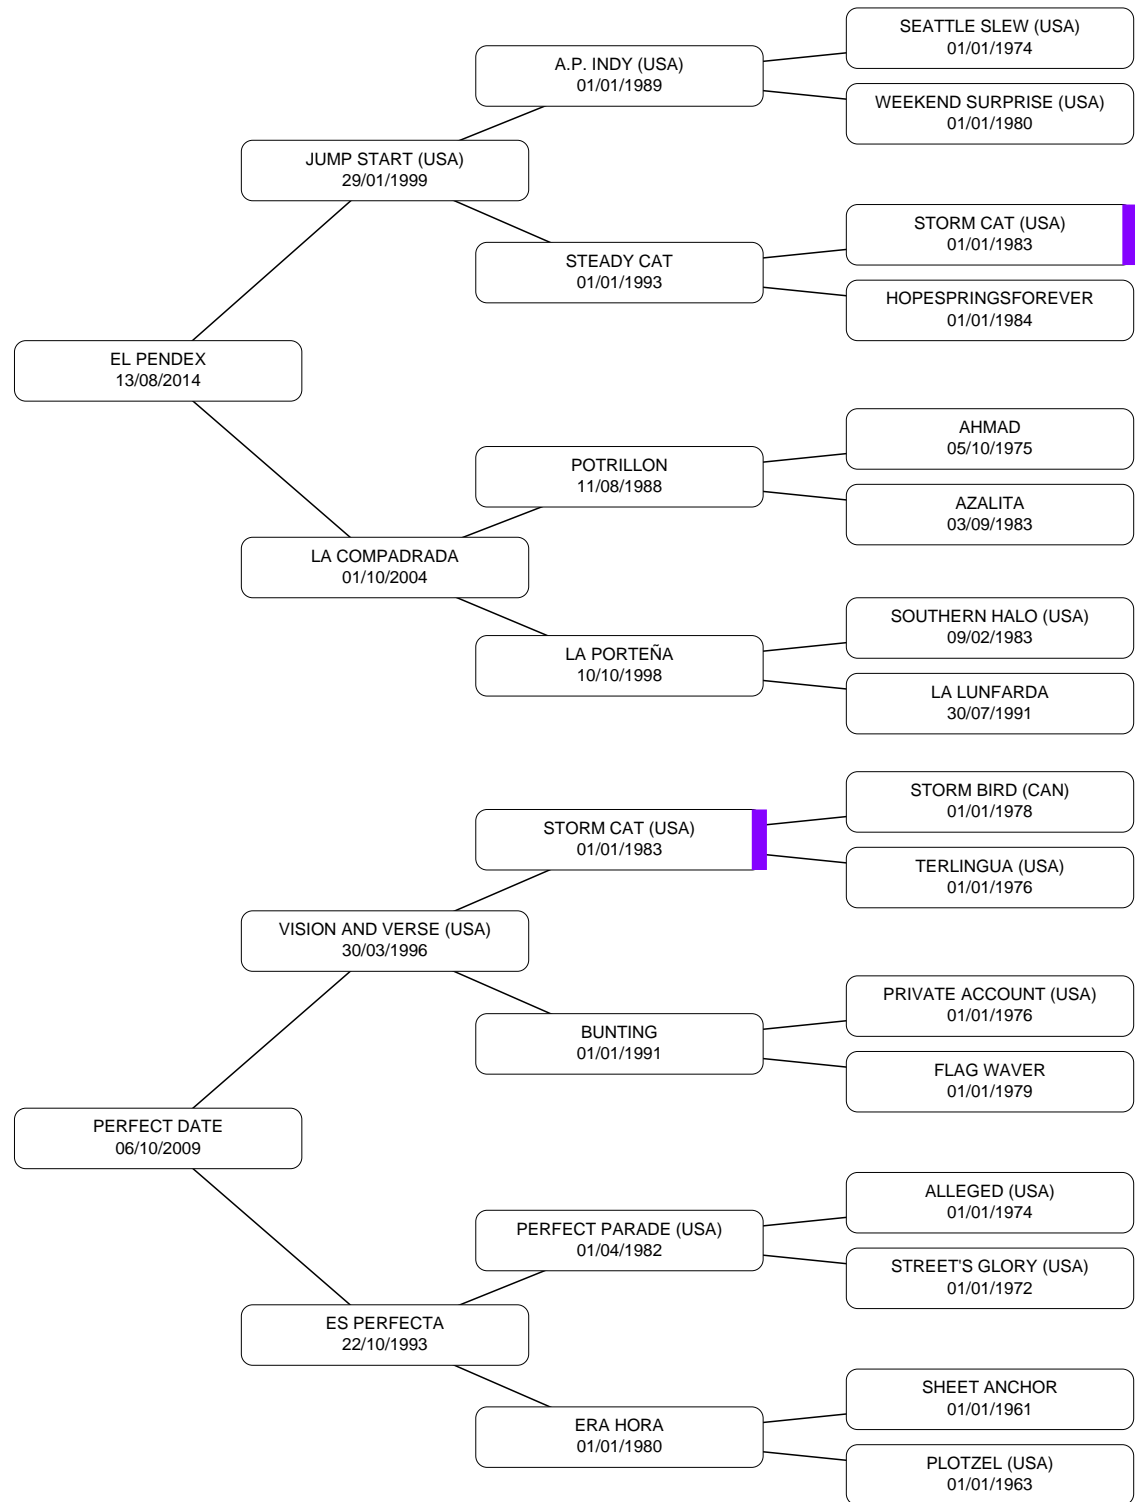 SEATTLE SLEW (USA)
01/01/1974
A.P. INDY (USA)
01/01/1989
WEEKEND SURPRISE (USA)
01/01/1980
JUMP START (USA)
29/01/1999
STORM CAT (USA)
01/01/1983
STEADY CAT
01/01/1993
HOPESPRINGSFOREVER
01/01/1984
EL PENDEX
13/08/2014
AHMAD
05/10/1975
POTRILLON
11/08/1988
AZALITA
03/09/1983
LA COMPADRADA
01/10/2004
SOUTHERN HALO (USA)
09/02/1983
LA PORTEÑA
10/10/1998
LA LUNFARDA
30/07/1991
STORM BIRD (CAN)
01/01/1978
STORM CAT (USA)
01/01/1983
TERLINGUA (USA)
01/01/1976
VISION AND VERSE (USA)
30/03/1996
PRIVATE ACCOUNT (USA)
01/01/1976
BUNTING
01/01/1991
FLAG WAVER
01/01/1979
PERFECT DATE
06/10/2009
ALLEGED (USA)
01/01/1974
PERFECT PARADE (USA)
01/04/1982
STREET'S GLORY (USA)
01/01/1972
ES PERFECTA
22/10/1993
SHEET ANCHOR
01/01/1961
ERA HORA
01/01/1980
PLOTZEL (USA)
01/01/1963